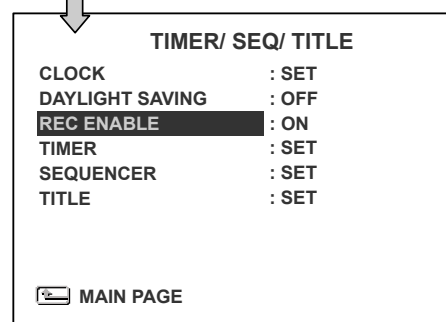 TIMER/ SEQ/ TITLE
CLOCK : SET
DAYLIGHT SAVING : OFF
REC ENABLE : ON
TIMER : SET
SEQUENCER : SET
TITLE : SET
MAIN PAGE